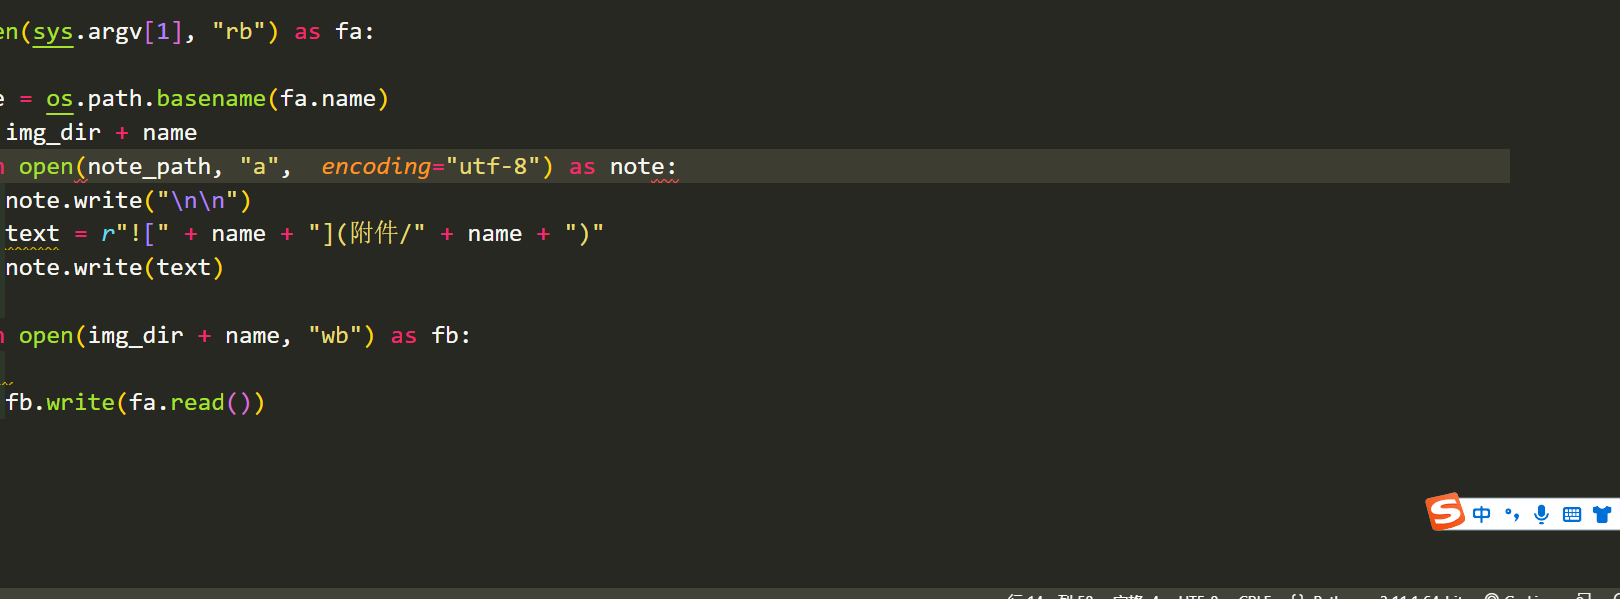 en(sys.argv[1], "rb") as fa:
e = os.path.basename(fa.name)
img_dir + name
n open(note_path, "a",  encoding="utf-8") as note:
note.write("\n\n")
text = r"![" + name + "](附件/" + name + ")"
note.write(text)
n open(img_dir + name, "wb") as fb:
fb.write(fa.read())
S 中